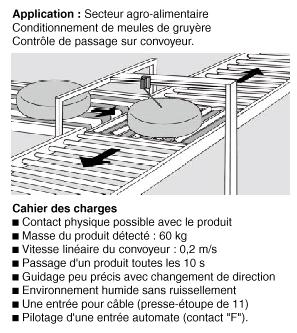 Application : Secteur agro-alimentaire
Conditionnement de meules de gruyère
Contrôle de passage sur convoyeur.
Cahier des charges
■ Contact physique possible avec le produit
■ Masse du produit détecté : 60 kg
■ Vitesse linéaire du convoyeur : 0,2 m/s
■ Passage d'un produit toutes les 10 s
■ Guidage peu précis avec changement de direction
■ Environnement humide sans ruissellement
■ Une entrée pour câble (presse-étoupe de 11)
■ Pilotage d'une entrée automate (contact "F").